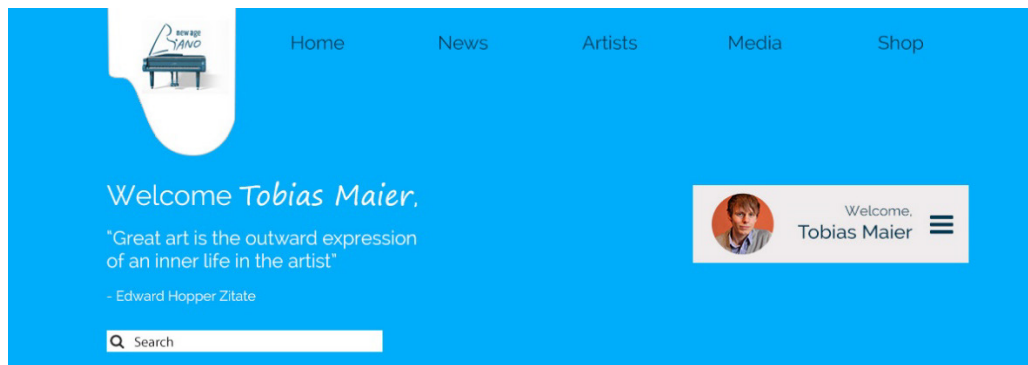 new age
PIANO
Home
News
Artists
Media
Shop
Welcome Tobias Maier,
"Great art is the outward expression
of an inner life in the artist"
- Edward Hopper Zitate
Search
Welcome,
Tobias Maier